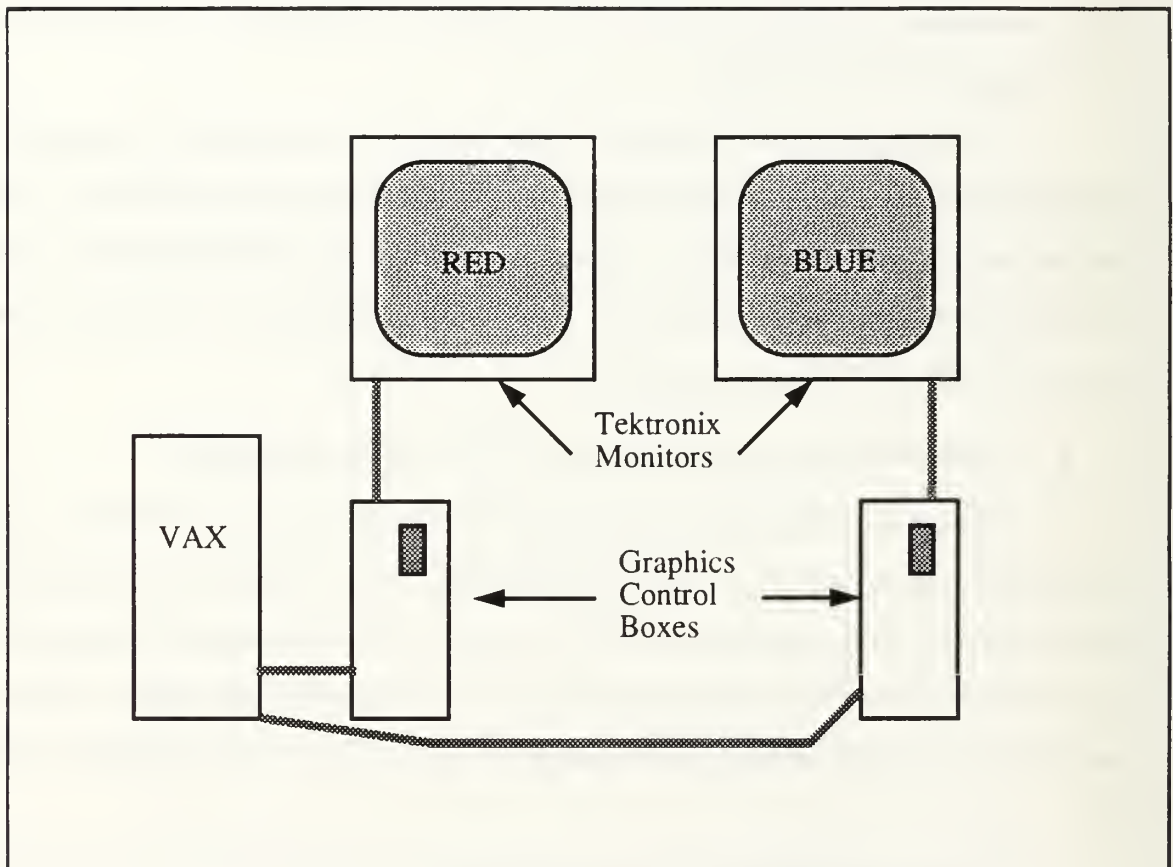 RED
BLUE
Tektronix
Monitors
VAX
Graphics
Control
Boxes